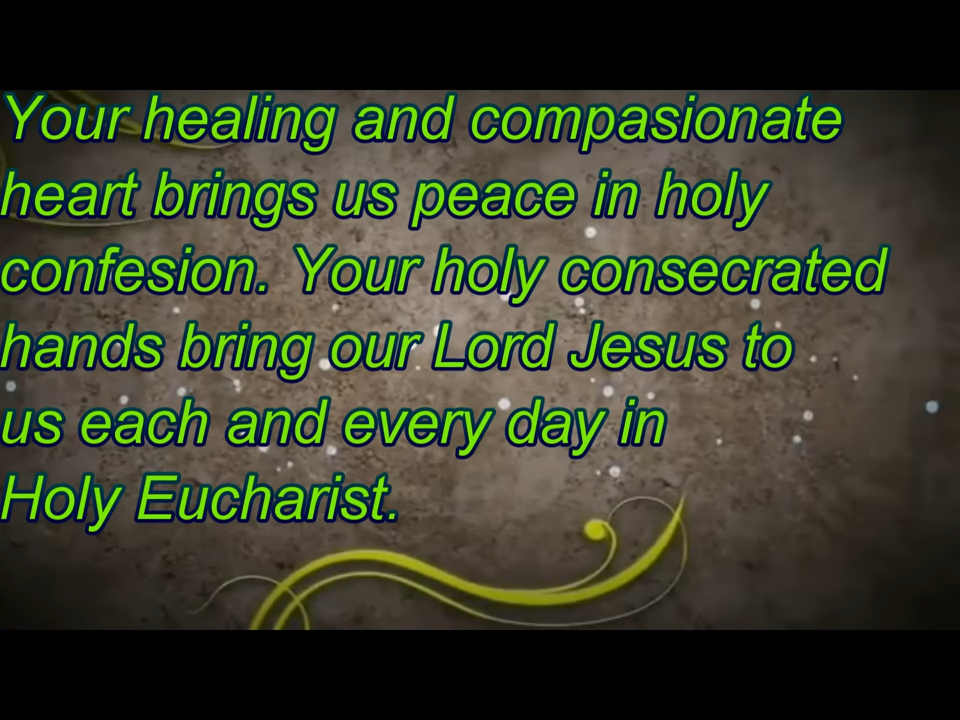 Your healing and compasionate
heart brings us peace in holy
confesion. Your holy consecrated
hands bring our Lord Jesus to
us each and every day in
Holy Eucharist.